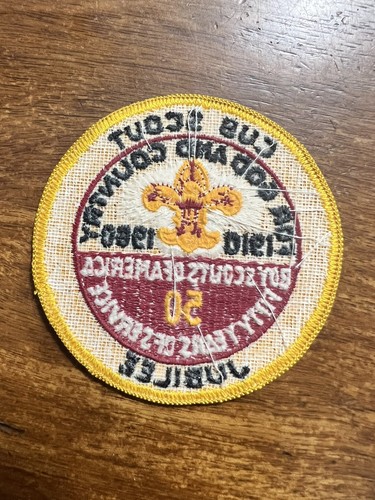 CUB SCOUT
FOR GOD AND COUNTRY
1910 1960
BOY SCOUTS OF AMERICA
50
FIFTY YEARS OF SERVICE
JUBILEE